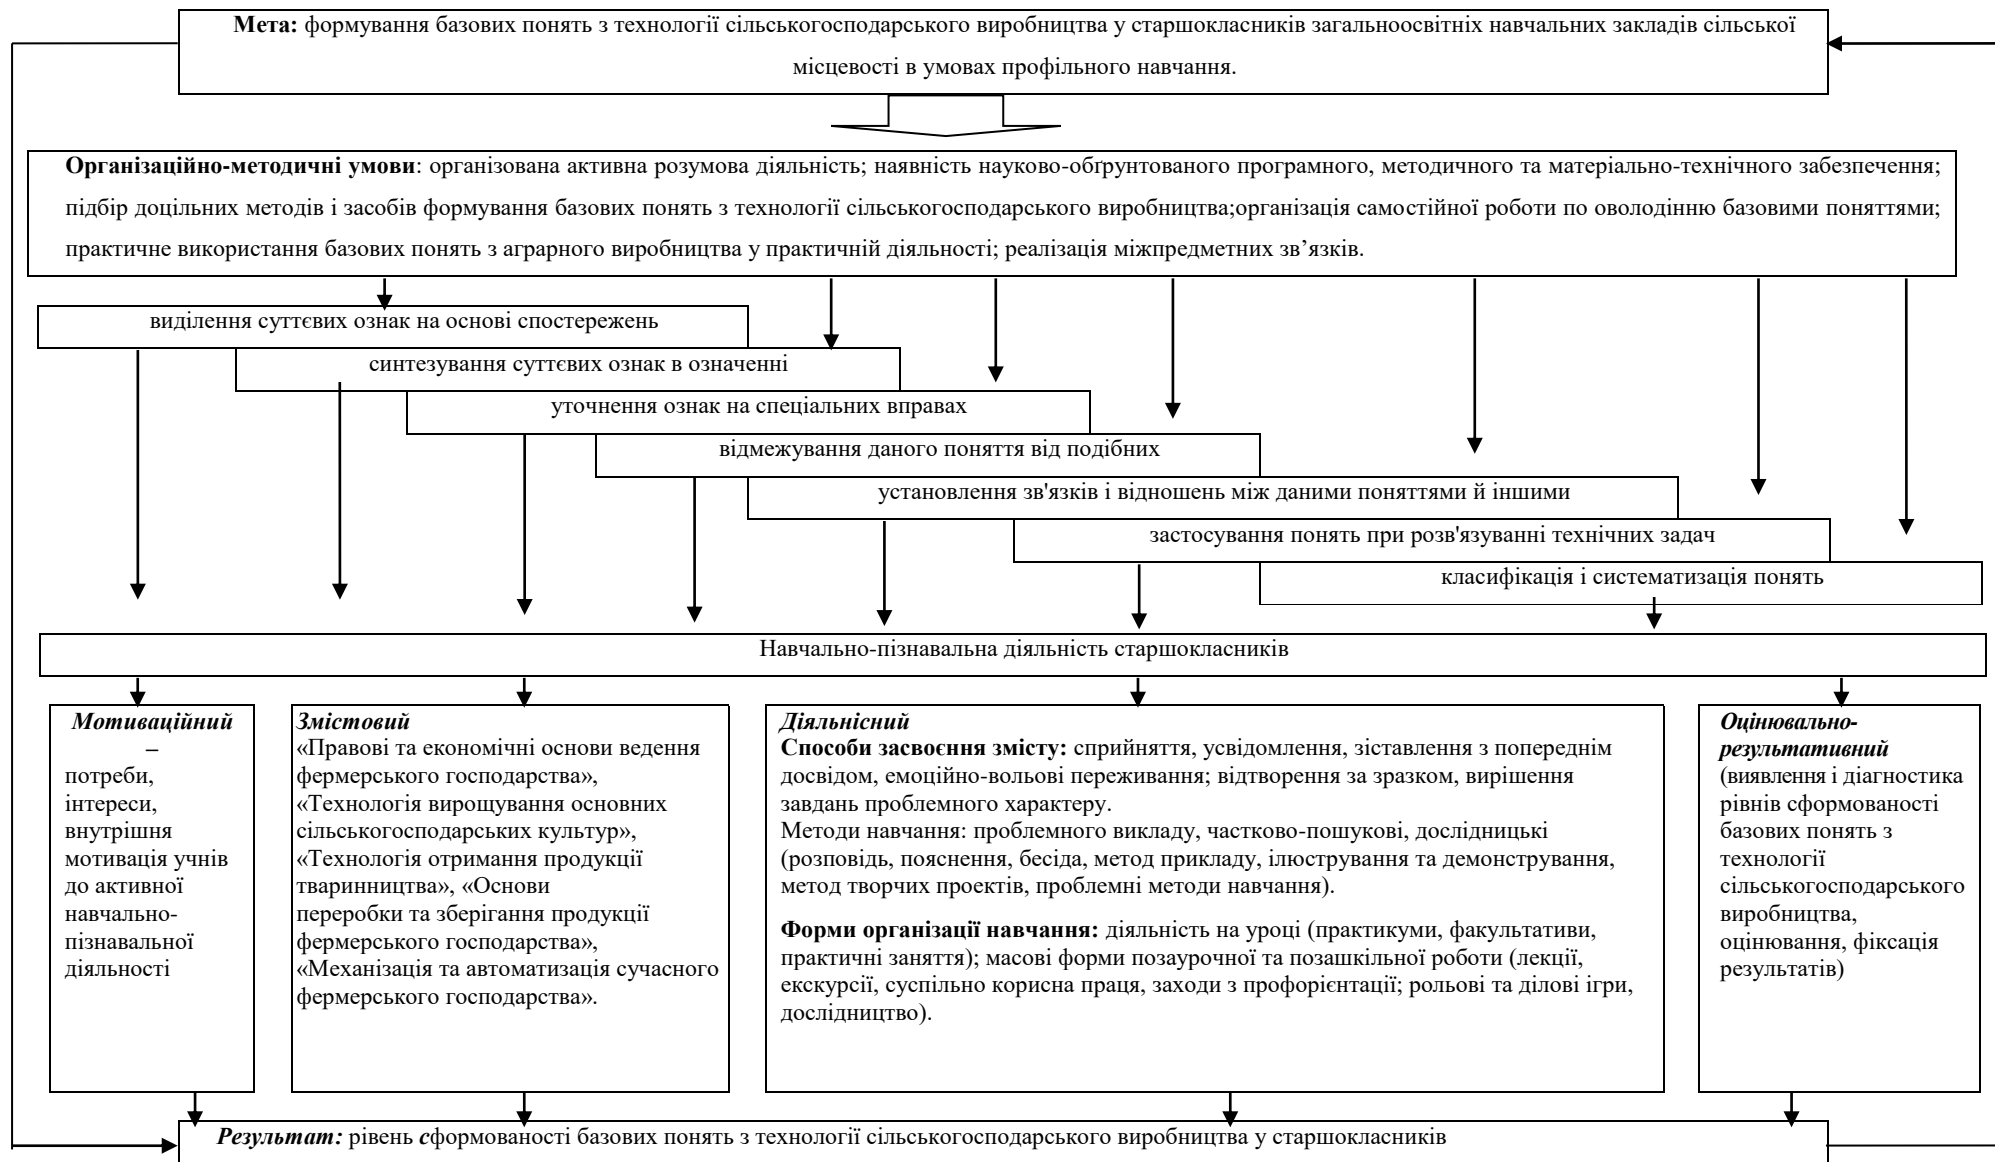 Мета: формування базових понять з технології сільськогосподарського виробництва у старшокласників загальноосвітніх навчальних закладів сільської
місцевості в умовах профільного навчання.
Організаційно-методичні умови: організована активна розумова діяльність; наявність науково-обґрунтованого програмного, методичного та матеріально-технічного забезпечення;
підбір доцільних методів і засобів формування базових понять з технології сільськогосподарського виробництва;організація самостійної роботи по оволодінню базовими поняттями;
практичне використання базових понять з аграрного виробництва у практичній діяльності; реалізація міжпредметних зв’язків.
виділення суттєвих ознак на основі спостережень
синтезування суттєвих ознак в означенні
уточнення ознак на спеціальних вправах
відмежування даного поняття від подібних
установлення зв'язків і відношень між даними поняттями й іншими
застосування понять при розв'язуванні технічних задач
класифікація і систематизація понять
Навчально-пізнавальна діяльність старшокласників
Мотиваційний
–
потреби,
інтереси,
внутрішня
мотивація учнів
до активної
навчально-
пізнавальної
діяльності
Змістовий
«Правові та економічні основи ведення
фермерського господарства»,
«Технологія вирощування основних
сільськогосподарських культур»,
«Технологія отримання продукції
тваринництва», «Основи
переробки та зберігання продукції
фермерського господарства»,
«Механізація та автоматизація сучасного
фермерського господарства».
Діяльнісний
Способи засвоєння змісту: сприйняття, усвідомлення, зіставлення з попереднім
досвідом, емоційно-вольові переживання; відтворення за зразком, вирішення
завдань проблемного характеру.
Методи навчання: проблемного викладу, частково-пошукові, дослідницькі
(розповідь, пояснення, бесіда, метод прикладу, ілюстрування та демонстрування,
метод творчих проектів, проблемні методи навчання).
Форми організації навчання: діяльність на уроці (практикуми, факультативи,
практичні заняття); масові форми позаурочної та позашкільної роботи (лекції,
екскурсії, суспільно корисна праця, заходи з профорієнтації; рольові та ділові ігри,
дослідництво).
Оцінювально-
результативний
(виявлення і діагностика
рівнів сформованості
базових понять з
технології
сільськогосподарського
виробництва,
оцінювання, фіксація
результатів)
Результат: рівень сформованості базових понять з технології сільськогосподарського виробництва у старшокласників